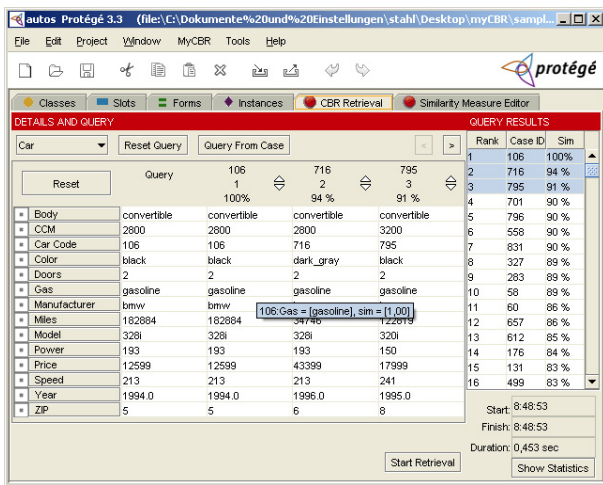 autos Protégé 3.3 (file:\C:\Dokumente%20und%20Einstellungen\stahl\Desktop\myCBR\sampl...
File Edit Project Window MyCBR Tools Help
protégé
Classes Slots Forms Instances CBR Retrieval Similarity Measure Editor
DETAILS AND QUERY QUERY RESULTS
Car Reset Query Query From Case < > Rank Case ID Sim
Reset Query 106 716 795
1 2 3
100% 94 % 91 %
Body convertible convertible convertible convertible
CCM 2800 2800 2800 3200
Car Code 106 106 716 795
Color black black dark_gray black
Doors 2 2 2 2
Gas gasoline gasoline gasoline gasoline
Manufacturer bmw bmw
106:Gas = [gasoline], sim = [1,00]
Miles 182884 182884 34746 122819
Model 328i 328i 328i 320i
Power 193 193 193 150
Price 12599 12599 43399 17999
Speed 213 213 213 241
Year 1994.0 1994.0 1996.0 1995.0
ZIP 5 5 6 8
1 106 100%
2 716 94 %
3 795 91 %
4 701 90 %
5 796 90 %
6 558 90 %
7 831 90 %
8 327 89 %
9 283 89 %
10 58 89 %
11 60 86 %
12 657 86 %
13 612 85 %
14 176 84 %
15 131 83 %
16 499 83 %
Start: 8:48:53
Finish: 8:48:53
Duration: 0,453 sec
Start Retrieval Show Statistics